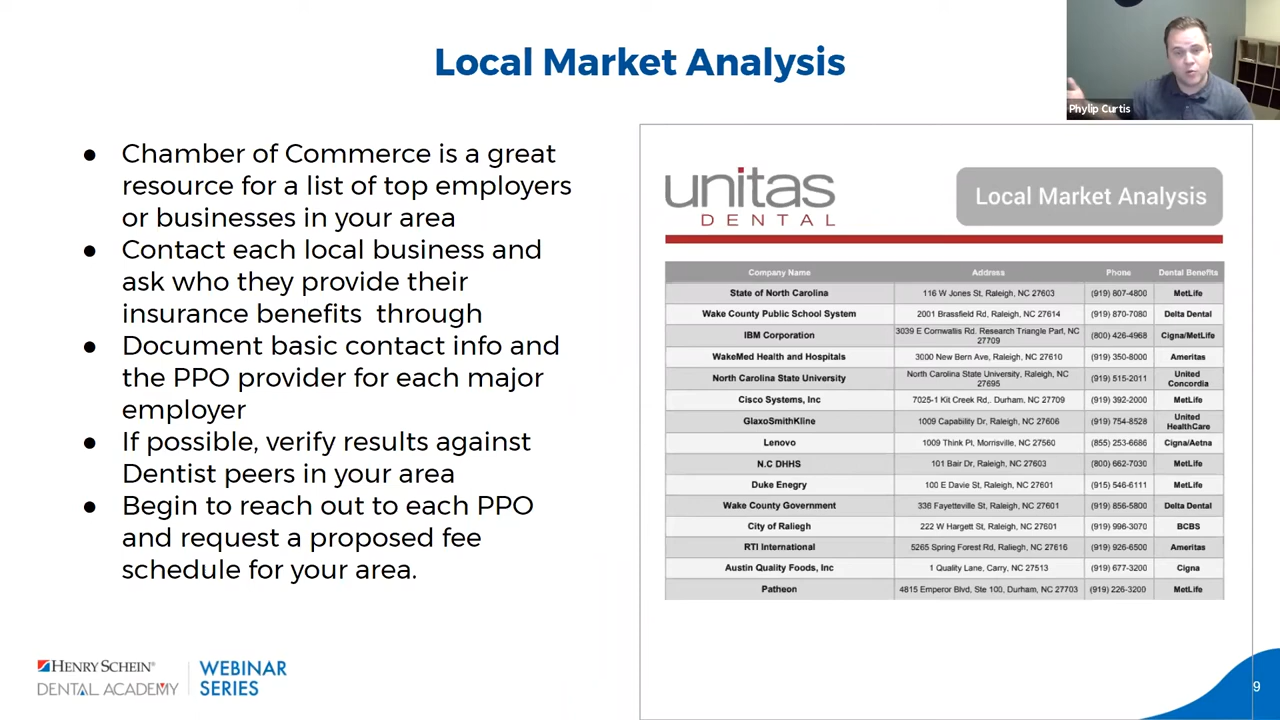 Local Market Analysis
Phylip Curtis
● Chamber of Commerce is a great
resource for a list of top employers
or businesses in your area
● Contact each local business and
ask who they provide their
insurance benefits through
● Document basic contact info and
the PPO provider for each major
employer
● If possible, verify results against
Dentist peers in your area
● Begin to reach out to each PPO
and request a proposed fee
schedule for your area.
unitas
DENTAL
Local Market Analysis
Company Name Address Phone Dental Benefits
State of North Carolina 116 W Jones St, Raleigh, NC 27603 (919) 807-4800 MetLife
Wake County Public School System 2001 Brassfield Rd, Raleigh, NC 27614 (919) 870-7080 Delta Dental
IBM Corporation 3039 E Cornwallis Rd. Research Triangle Parl, NC
27709 (800) 426-4968 Cigna/MetLife
WakeMed Health and Hospitals 3000 New Bern Ave, Raleigh, NC 27610 (919) 350-8000 Ameritas
North Carolina State University North Carolina State University, Raleigh, NC
27695 (919) 515-2011 United
Concordia
Cisco Systems, Inc 7025-1 Kit Creek Rd,. Durham, NC 27709 (919) 392-2000 MetLife
GlaxoSmithKline 1009 Capability Dr, Raleigh, NC 27606 (919) 754-8528 United
HealthCare
Lenovo 1009 Think Pl, Morrisville, NC 27560 (855) 253-6686 Cigna/Aetna
N.C DHHS 101 Bair Dr, Raleigh, NC 27603 (800) 662-7030 MetLife
Duke Enegry 100 E Davie St, Raleigh, NC 27601 (915) 546-6111 MetLife
Wake County Government 336 Fayetteville St, Raleigh, NC 27601 (919) 856-5800 Delta Dental
City of Raliegh 222 W Hargett St, Raleigh, NC 27601 (919) 996-3070 BCBS
RTI International 5265 Spring Forest Rd, Raliegh, NC 27616 (919) 926-6500 Ameritas
Austin Quality Foods, Inc 1 Quality Lane, Carry, NC 27513 (919) 677-3200 Cigna
Patheon 4815 Emperor Blvd, Ste 100, Durham, NC 27703 (919) 226-3200 MetLife
HENRY SCHEIN®
DENTAL ACADEMY
WEBINAR
SERIES
9